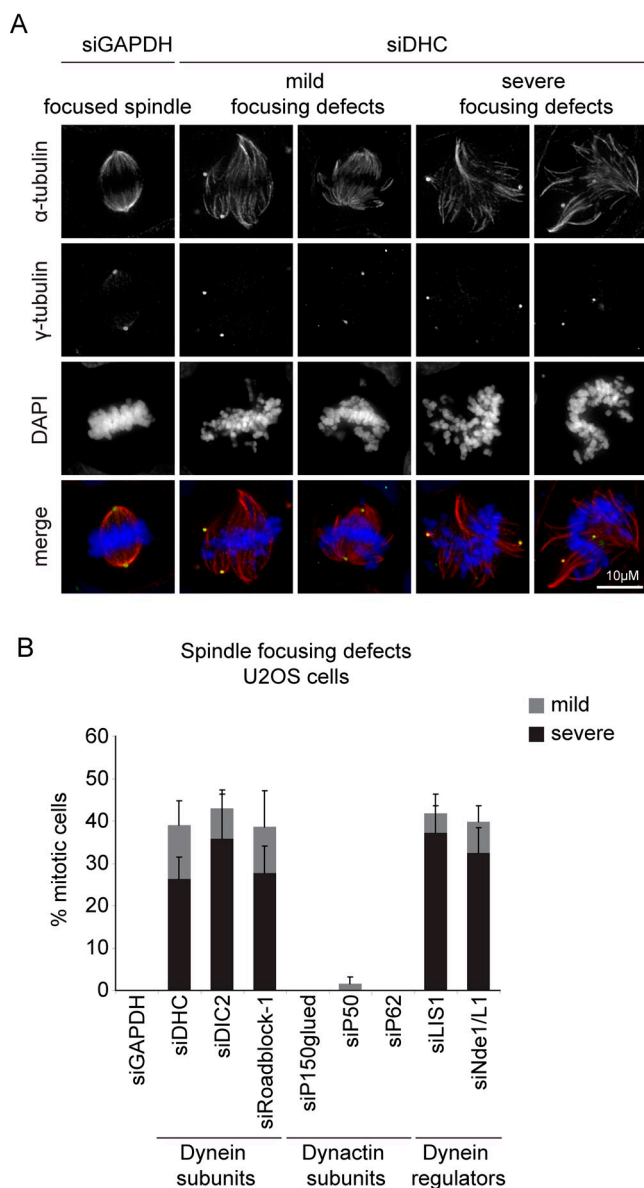 A
siGAPDH
siDHC
mild
severe
focused spindle
focusing defects
focusing defects
α-tubulin
γ-tubulin
DAPI
merge
10μM
B
Spindle focusing defects
U2OS cells
mild
severe
% mitotic cells
60
50
40
30
20
10
0
siGAPDH
siDHC
siDIC2
siRoadblock-1
siP150glued
siP50
siP62
siLIS1
siNde1/L1
Dynein
subunits
Dynactin
subunits
Dynein
regulators